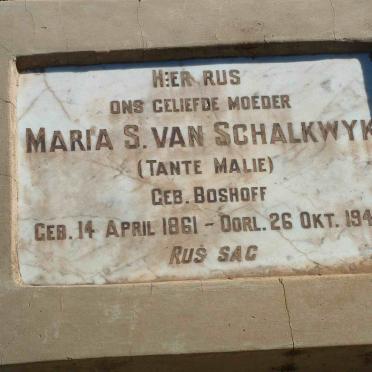 HIER RUS
ONS GELIEFDE MOEDER
MARIA S. VAN SCHALKWYK
(TANTE MALIE)
GEB. BOSHOFF
GEB. 14 APRIL 1861 - OORL. 26 OKT. 194
RUS SAG